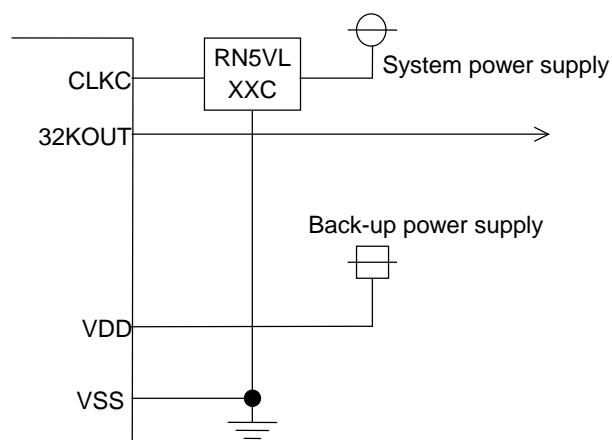 RN5VL
XXC
System power supply
CLKC
32KOUT
Back-up power supply
VDD
VSS